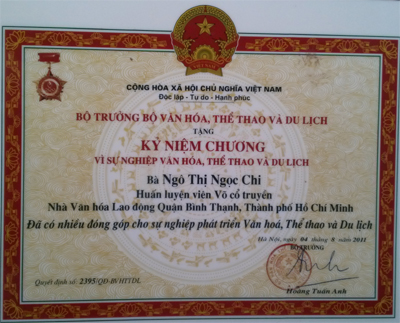 CỘNG HÒA XÃ HỘI CHỦ NGHĨA VIỆT NAM
Độc lập - Tự do - Hạnh phúc
BỘ TRƯỞNG BỘ VĂN HÓA, THỂ THAO VÀ DU LỊCH
TẶNG
KỶ NIỆM CHƯƠNG
VÌ SỰ NGHIỆP VĂN HÓA, THỂ THAO VÀ DU LỊCH
Bà Ngô Thị Ngọc Chi
Huấn luyện viên Võ cổ truyền
Nhà Văn hóa Lao động Quận Bình Thạnh, Thành phố Hồ Chí Minh
Đã có nhiều đóng góp cho sự nghiệp phát triển Văn hoá, Thể thao và Du lịch
Hà Nội, ngày 04 tháng 8 năm 2011
BỘ TRƯỞNG
Quyết định số: 2395/QĐ-BVHTTDL
Hoàng Tuấn Anh